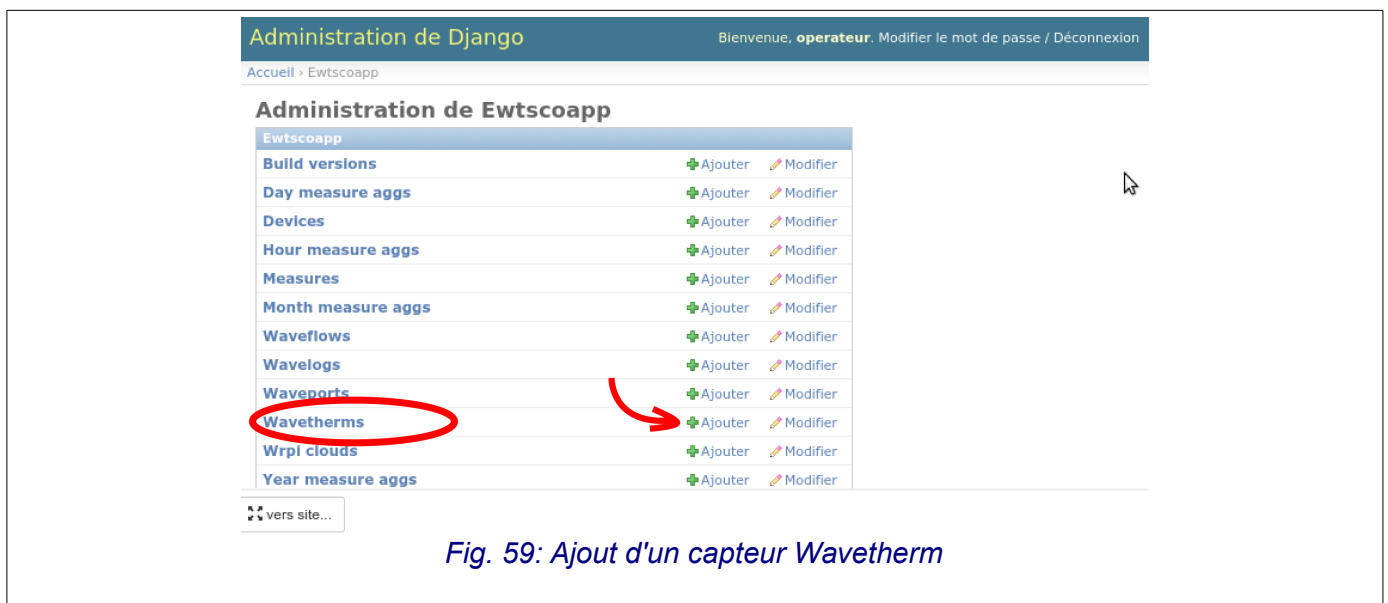 Administration de Django
Bienvenue, operateur. Modifier le mot de passe / Déconnexion
Accueil › Ewtscoapp
Administration de Ewtscoapp
Ewtscoapp
Build versions Ajouter Modifier
Day measure aggs Ajouter Modifier
Devices Ajouter Modifier
Hour measure aggs Ajouter Modifier
Measures Ajouter Modifier
Month measure aggs Ajouter Modifier
Waveflows Ajouter Modifier
Wavelogs Ajouter Modifier
Waveports Ajouter Modifier
Wavetherms Ajouter Modifier
Wrpi clouds Ajouter Modifier
Year measure aggs Ajouter Modifier
vers site...
Fig. 59: Ajout d'un capteur Wavetherm